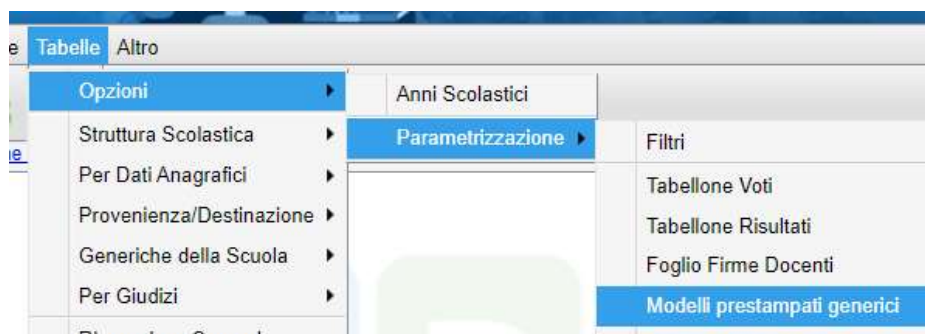 e Tabelle Altro
Opzioni
Anni Scolastici
Struttura Scolastica
Parametrizzazione
Filtri
ne
Per Dati Anagrafici
Tabellone Voti
Provenienza/Destinazione
Tabellone Risultati
Generiche della Scuola
Foglio Firme Docenti
Per Giudizi
Modelli prestampati generici